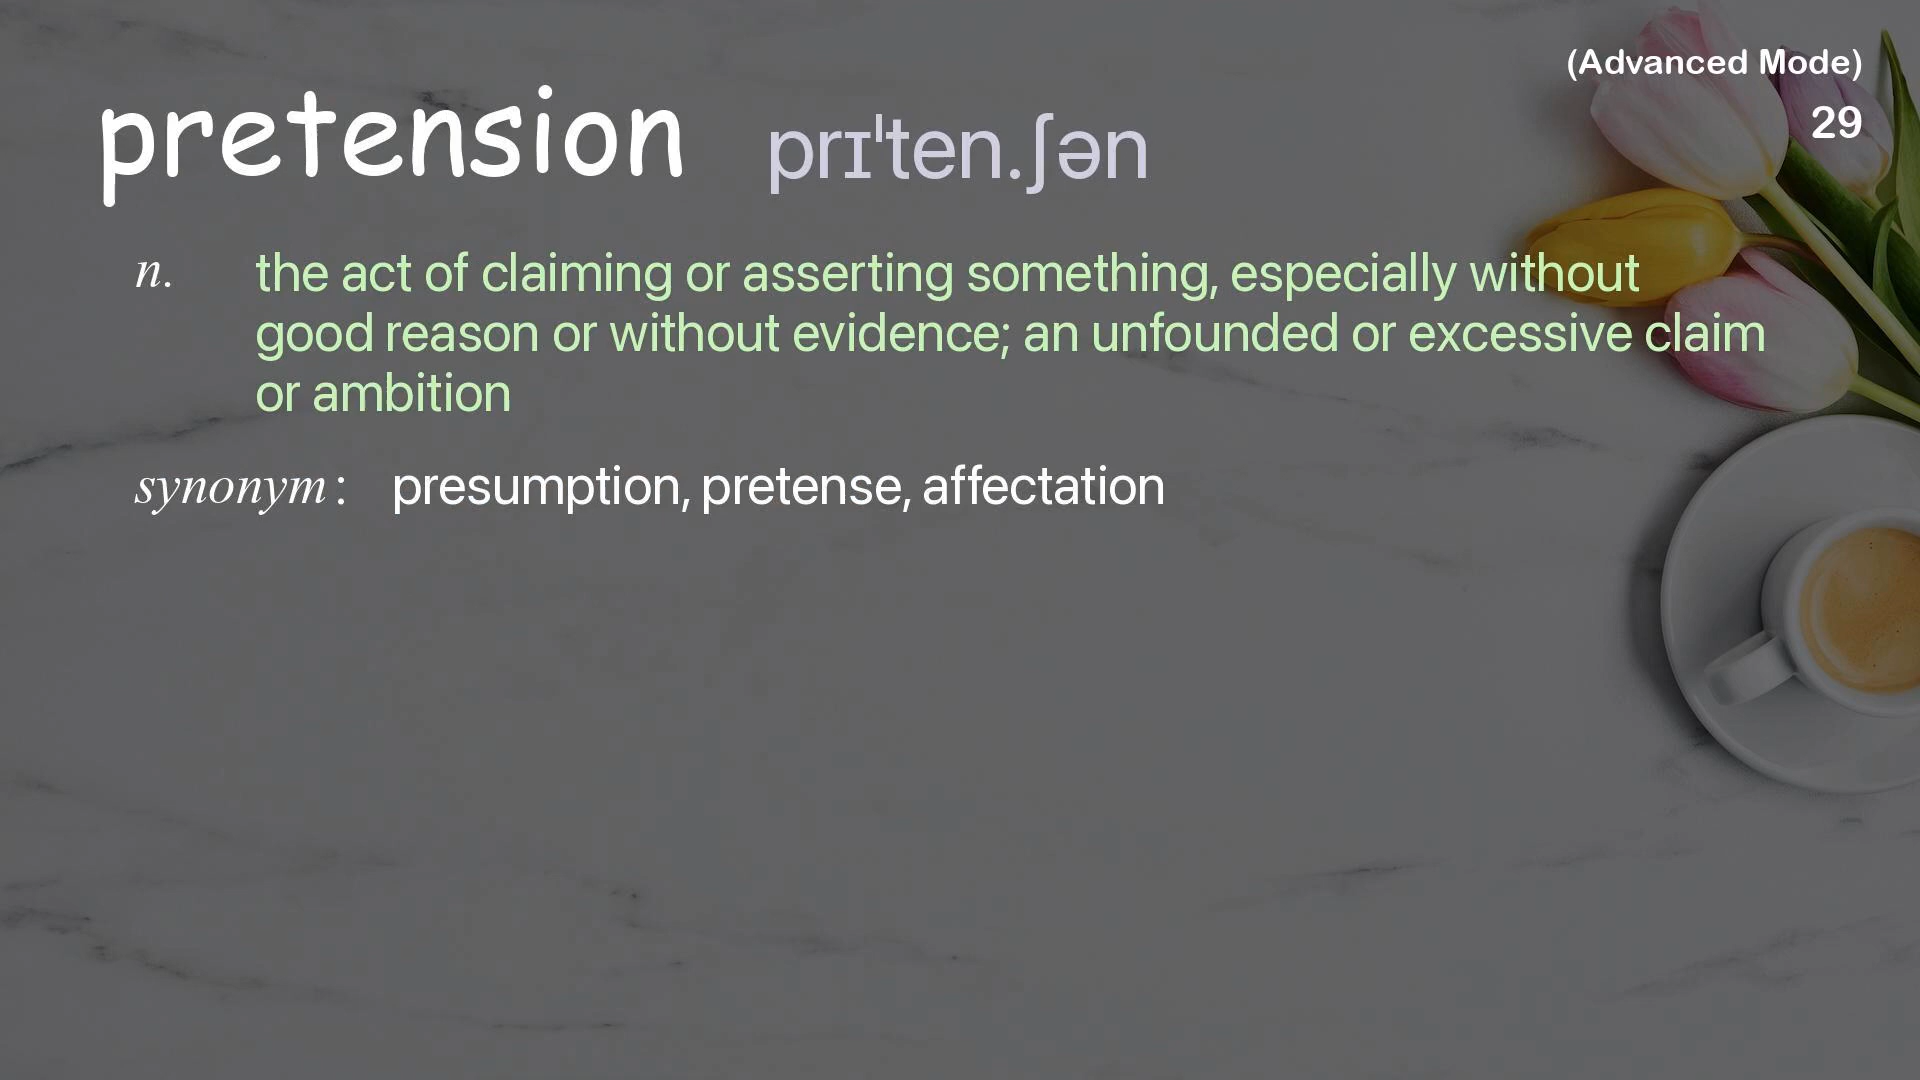 (Advanced Mode)
pretension prɪˈten.ʃən
29
n. the act of claiming or asserting something, especially without
good reason or without evidence; an unfounded or excessive claim
or ambition
synonym: presumption, pretense, affectation